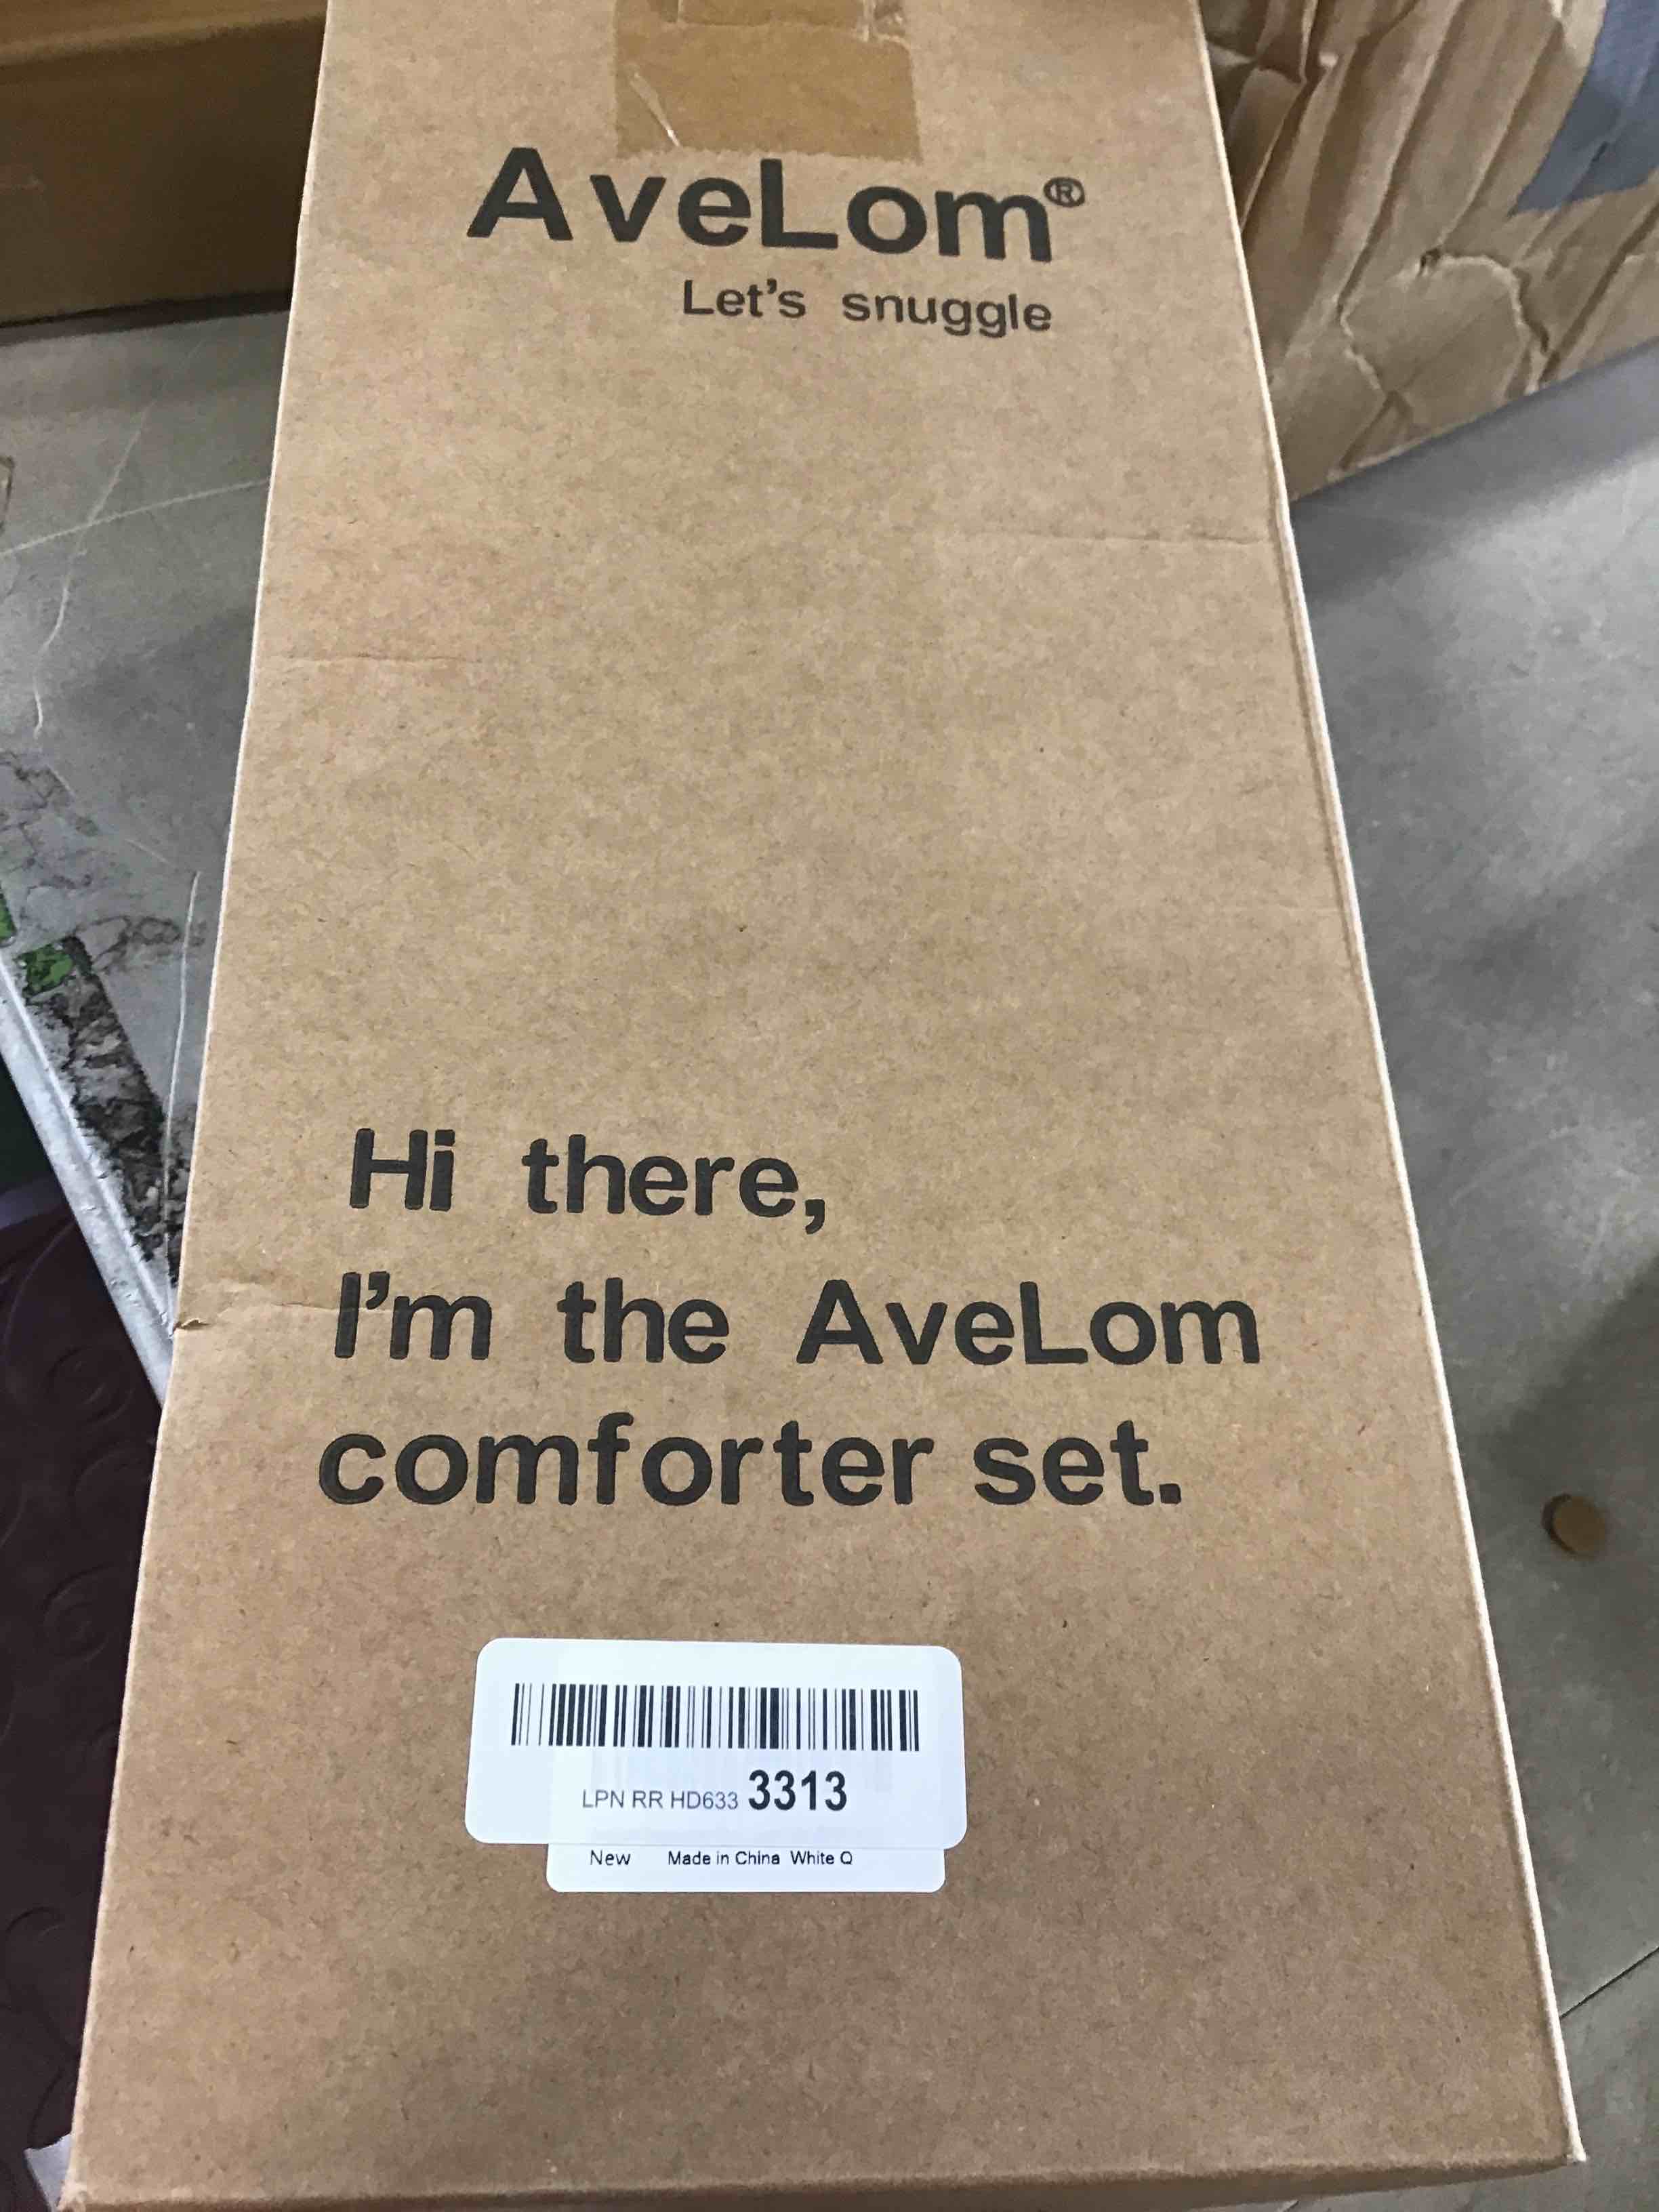 AveLom®
Let's snuggle
Hi there,
I'm the AveLom
comforter set.
LPN RR HD633 3313
New Made in China White Q